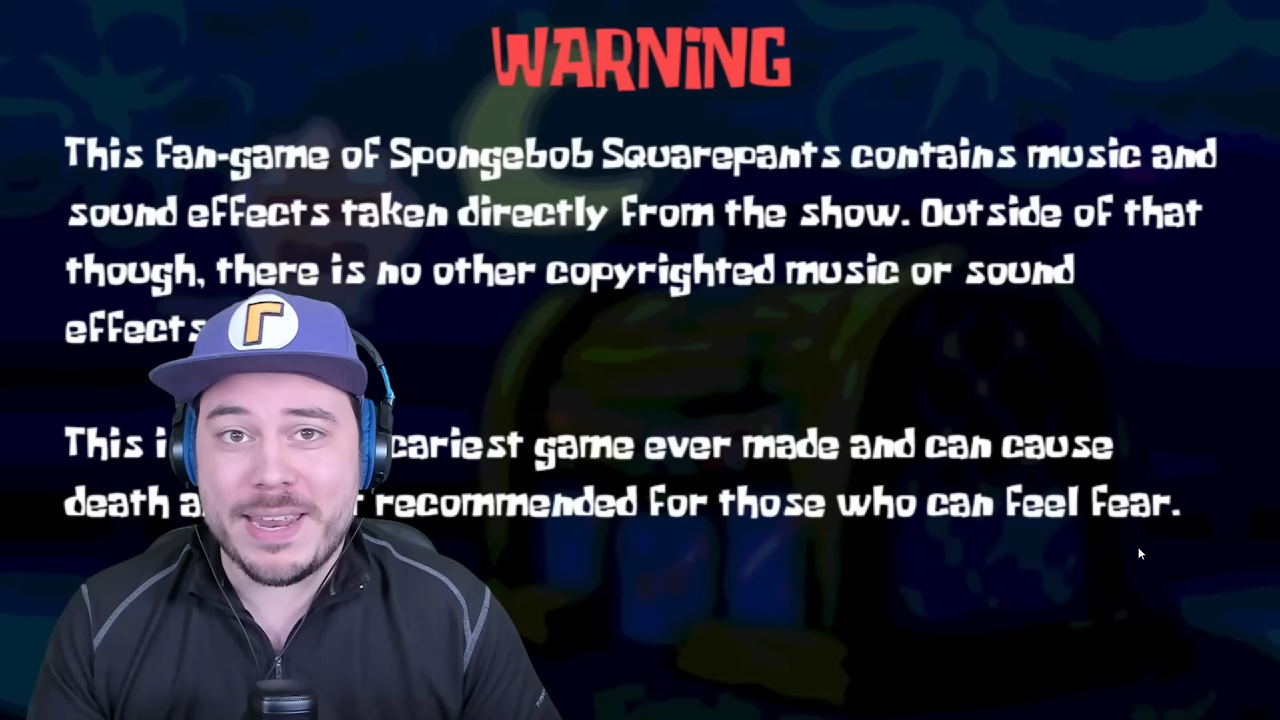 WARNING
This fan-game of Spongebob Squarepants contains music and
sound effects taken directly from the show. Outside of that
though, there is no other copyrighted music or sound
effects
This cariest game ever made and can cause
death recommended for those who can feel fear.